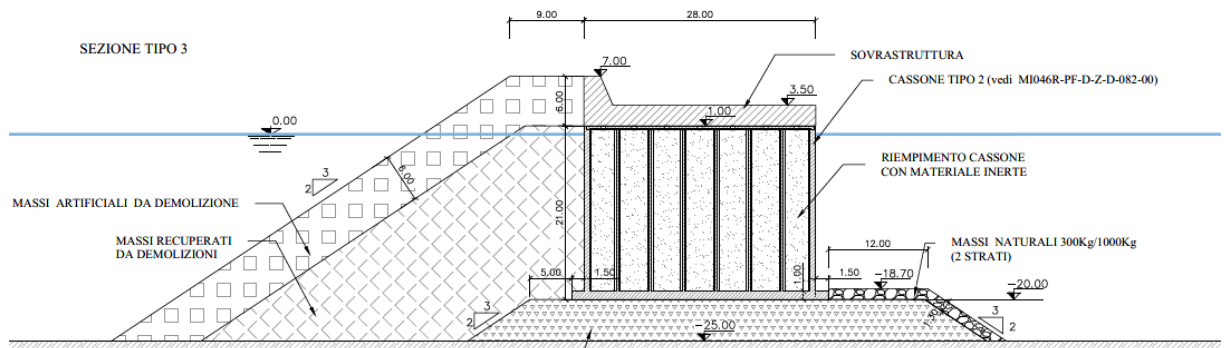 9.00
28.00
SEZIONE TIPO 3
SOVRASTRUTTURA
7.00
CASSONE TIPO 2 (vedi MI046R-PF-D-Z-D-082-00)
3.50
6.00
1.00
0.00
RIEMPIMENTO CASSONE
CON MATERIALE INERTE
6.00
3
2
MASSI ARTIFICIALI DA DEMOLIZIONE
21.00
MASSI RECUPERATI
DA DEMOLIZIONI
12.00
MASSI NATURALI 300Kg/1000Kg
(2 STRATI)
5.00
1.50
1.00
1.50
-18.70
-20.00
3
2
1.30
3
2
-25.00